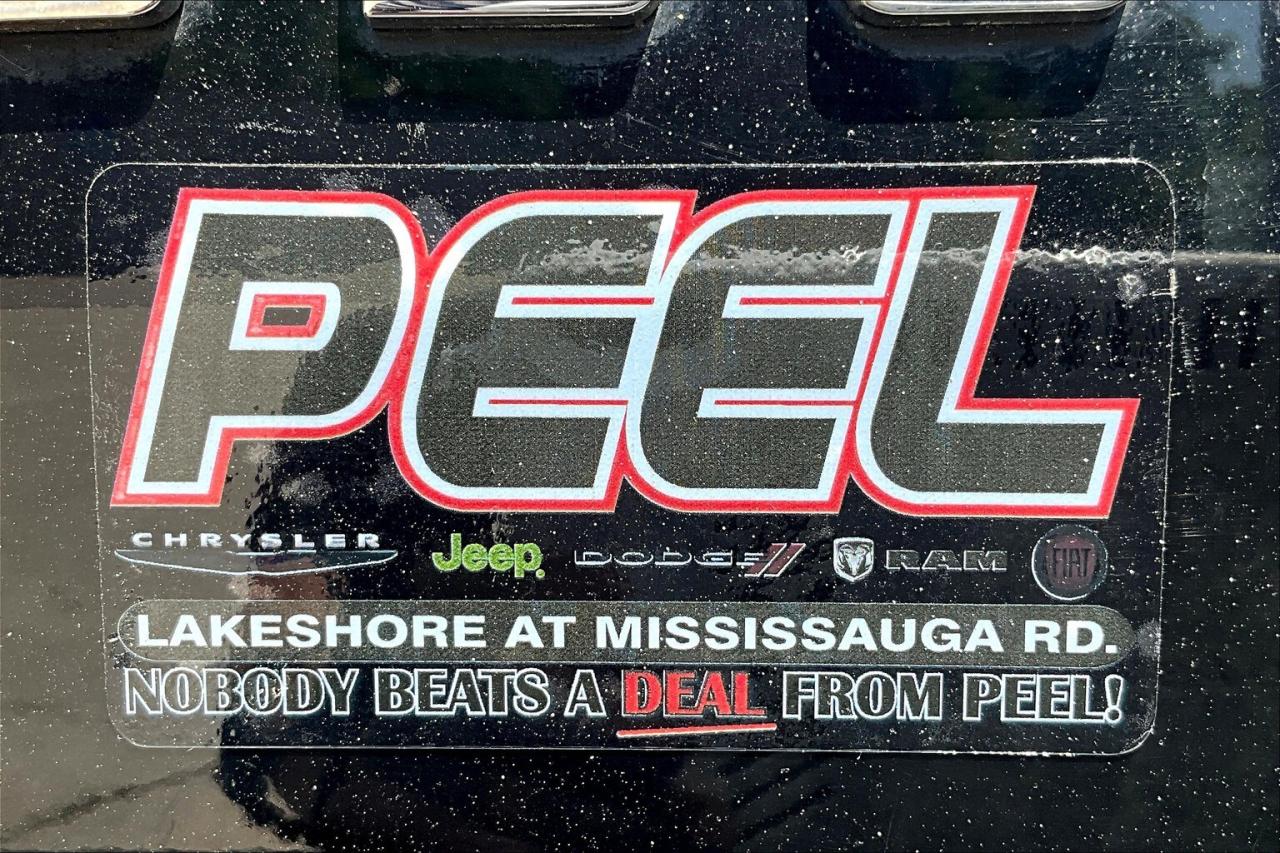 PEEL
CHRYSLER Jeep. DODGE RAM FIAT
LAKESHORE AT MISSISSAUGA RD.
NOBODY BEATS A DEAL FROM PEEL!